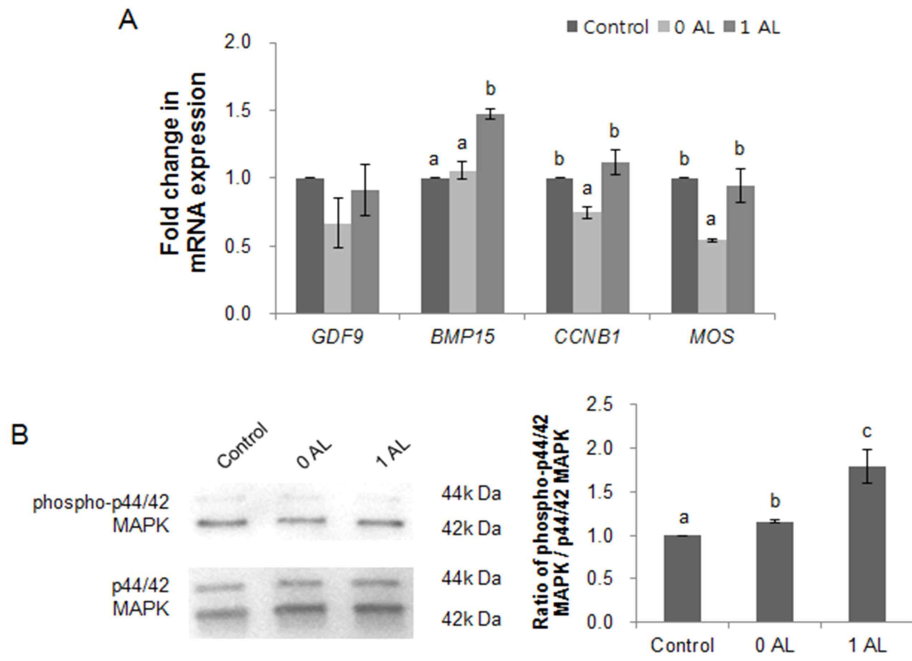 A
Control 0 AL 1 AL
Fold change in
mRNA expression
2.0
1.5
1.0
0.5
0.0
a a b
b a b
b a b
GDF9 BMP15 CCNB1 MOS
B
Control 0 AL 1 AL
phospho-p44/42
MAPK
44k Da
42k Da
p44/42
MAPK
44k Da
42k Da
Ratio of phospho-p44/42
MAPK / p44/42 MAPK
2.5
2.0
1.5
1.0
0.5
0.0
a b c
Control 0 AL 1 AL